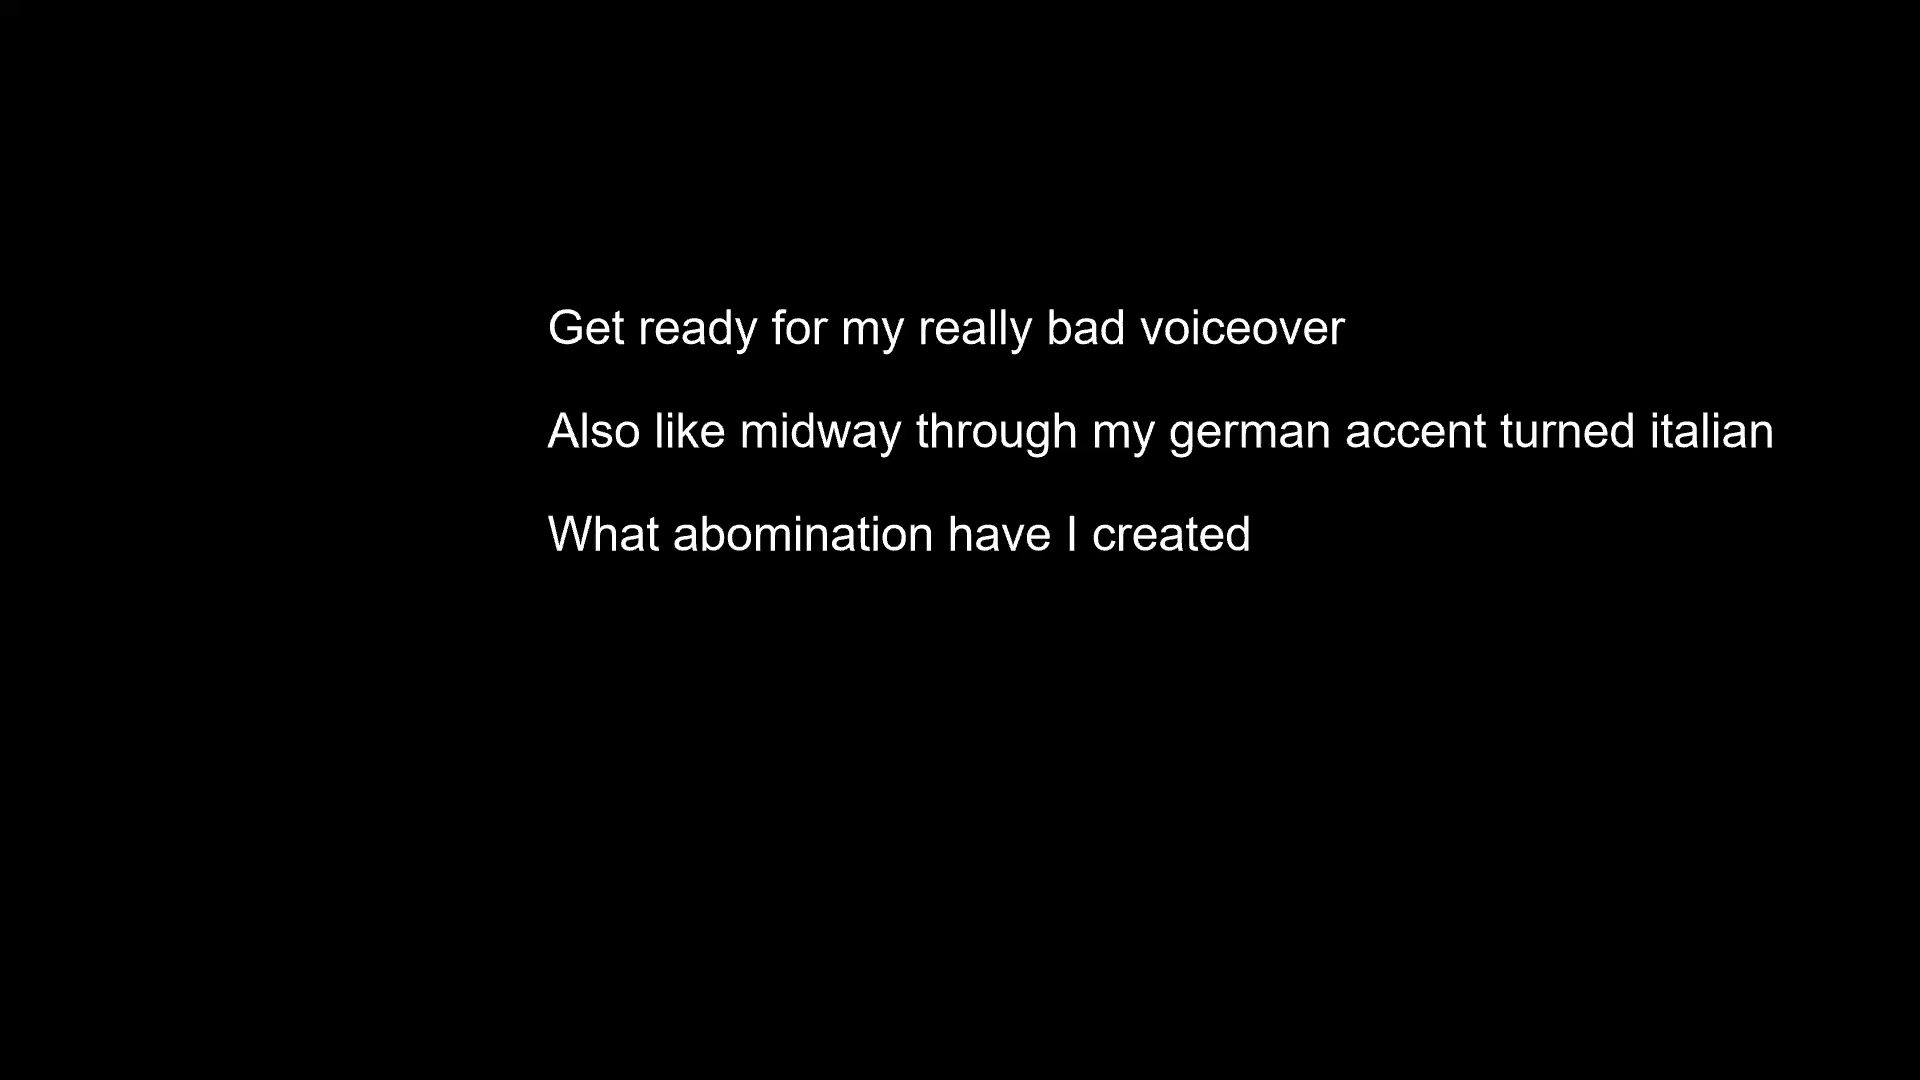 Get ready for my really bad voiceover
Also like midway through my german accent turned italian
What abomination have I created